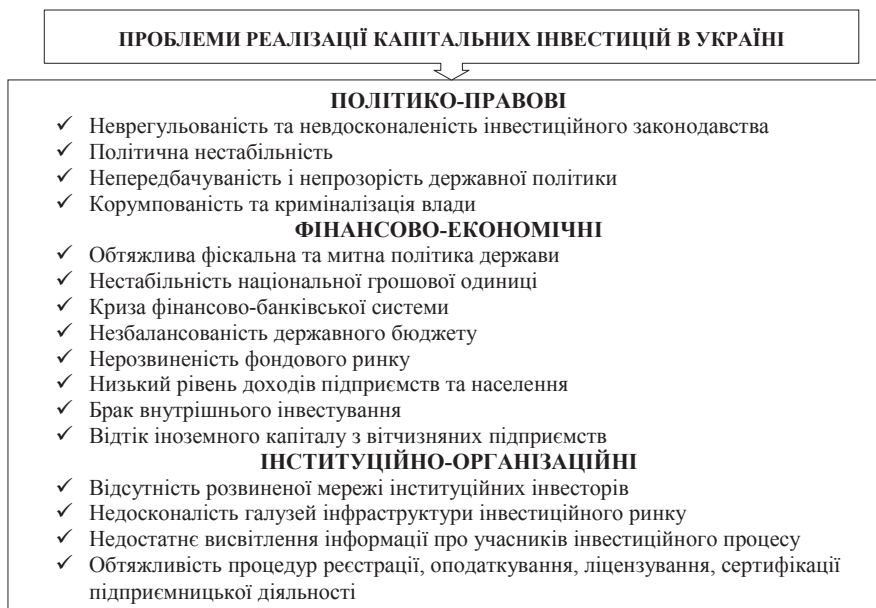 ПРОБЛЕМИ РЕАЛІЗАЦІЇ КАПІТАЛЬНИХ ІНВЕСТИЦІЙ В УКРАЇНІ
ПОЛІТИКО-ПРАВОВІ
✓ Неврегульованість та невдосконаленість інвестиційного законодавства
✓ Політична нестабільність
✓ Непередбачуваність і непрозорість державної політики
✓ Корумпованість та криміналізація влади
ФІНАНСОВО-ЕКОНОМІЧНІ
✓ Обтяжлива фіскальна та митна політика держави
✓ Нестабільність національної грошової одиниці
✓ Криза фінансово-банківської системи
✓ Незбалансованість державного бюджету
✓ Нерозвиненість фондового ринку
✓ Низький рівень доходів підприємств та населення
✓ Брак внутрішнього інвестування
✓ Відтік іноземного капіталу з вітчизняних підприємств
ІНСТИТУЦІЙНО-ОРГАНІЗАЦІЙНІ
✓ Відсутність розвиненої мережі інституційних інвесторів
✓ Недосконалість галузей інфраструктури інвестиційного ринку
✓ Недостатнє висвітлення інформації про учасників інвестиційного процесу
✓ Обтяжливість процедур реєстрації, оподаткування, ліцензування, сертифікації
підприємницької діяльності